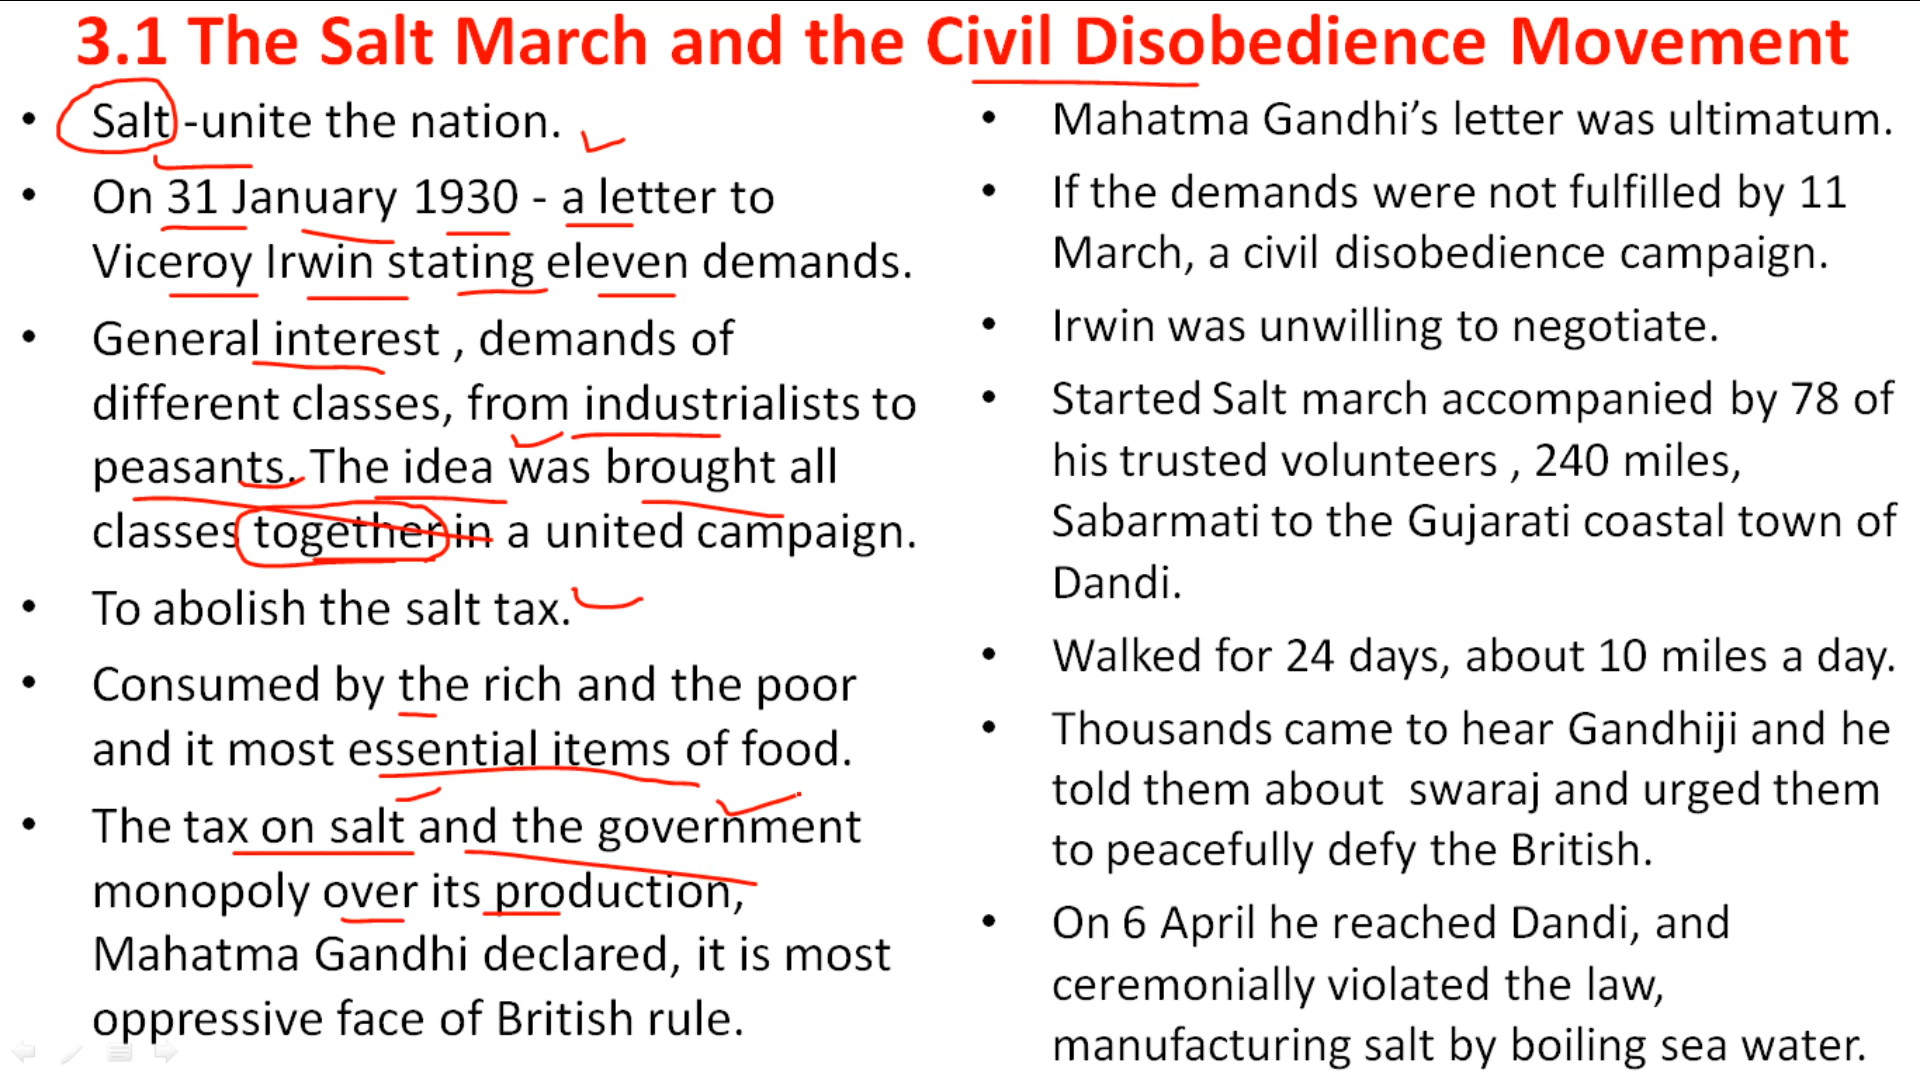 3.1 The Salt March and the Civil Disobedience Movement
• Salt -unite the nation.
• On 31 January 1930 - a letter to
Viceroy Irwin stating eleven demands.
• General interest , demands of
different classes, from industrialists to
peasants. The idea was brought all
classes together in a united campaign.
• To abolish the salt tax.
• Consumed by the rich and the poor
and it most essential items of food.
• The tax on salt and the government
monopoly over its production,
Mahatma Gandhi declared, it is most
oppressive face of British rule.
• Mahatma Gandhi’s letter was ultimatum.
• If the demands were not fulfilled by 11
March, a civil disobedience campaign.
• Irwin was unwilling to negotiate.
• Started Salt march accompanied by 78 of
his trusted volunteers , 240 miles,
Sabarmati to the Gujarati coastal town of
Dandi.
• Walked for 24 days, about 10 miles a day.
• Thousands came to hear Gandhiji and he
told them about  swaraj and urged them
to peacefully defy the British.
• On 6 April he reached Dandi, and
ceremonially violated the law,
manufacturing salt by boiling sea water.